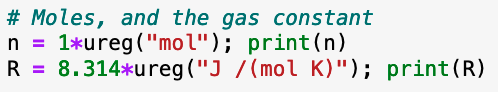 # Moles, and the gas constant
n = 1*ureg("mol"); print(n)
R = 8.314*ureg("J /(mol K)"); print(R)